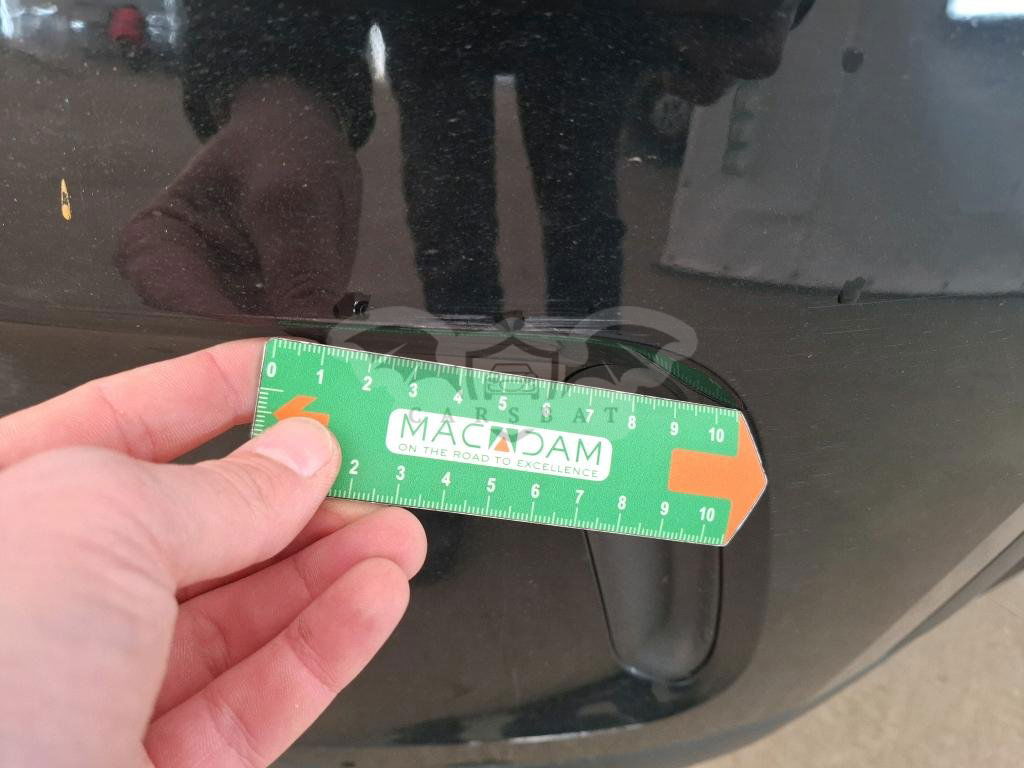 0 1 2 3 4 5 6 7 8 9 10
CARSBAT
MACADAM
ON THE ROAD TO EXCELLENCE
2 3 4 5 6 7 8 9 10